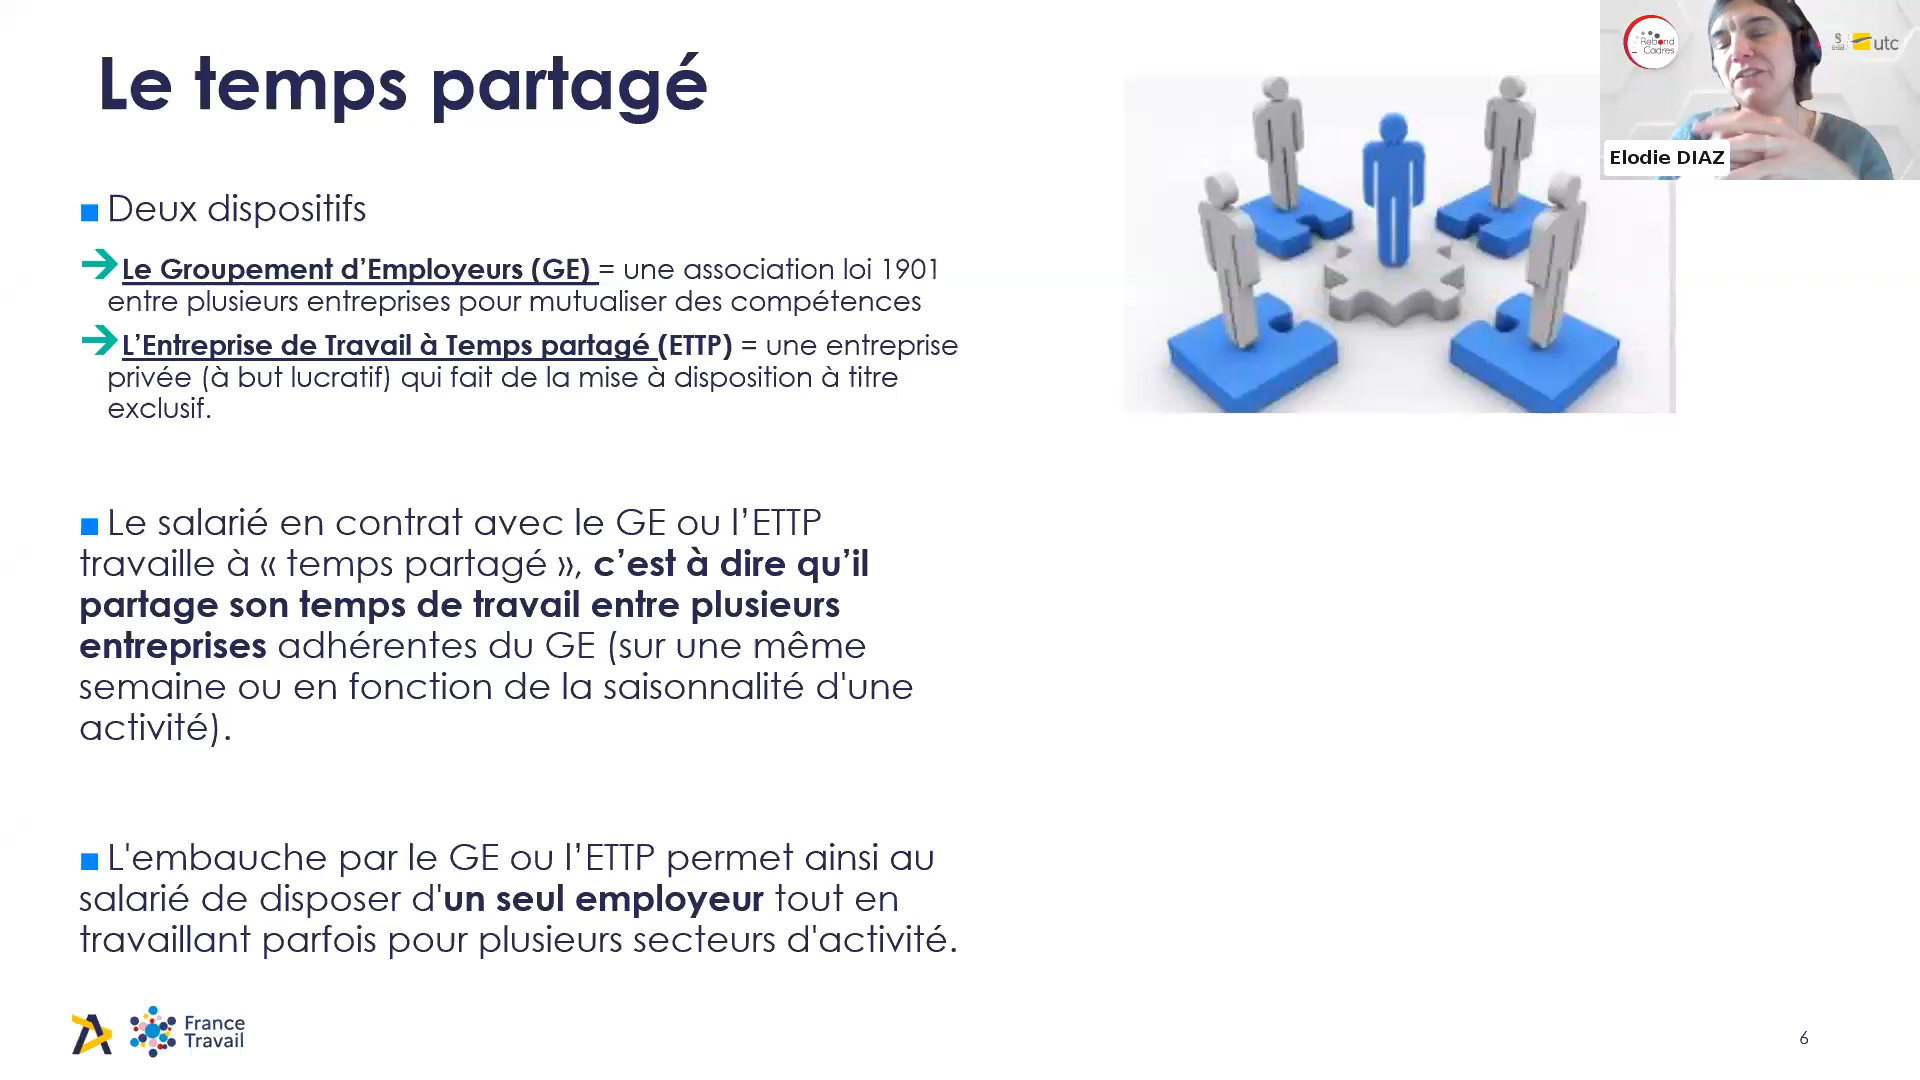 Le temps partagé
Rebond
Cadres
utc
Elodie DIAZ
Deux dispositifs
Le Groupement d’Employeurs (GE) = une association loi 1901
entre plusieurs entreprises pour mutualiser des compétences
L’Entreprise de Travail à Temps partagé (ETTP) = une entreprise
privée (à but lucratif) qui fait de la mise à disposition à titre
exclusif.
Le salarié en contrat avec le GE ou l’ETTP
travaille à « temps partagé », c’est à dire qu’il
partage son temps de travail entre plusieurs
entreprises adhérentes du GE (sur une même
semaine ou en fonction de la saisonnalité d'une
activité).
L'embauche par le GE ou l’ETTP permet ainsi au
salarié de disposer d'un seul employeur tout en
travaillant parfois pour plusieurs secteurs d'activité.
France
Travail
6